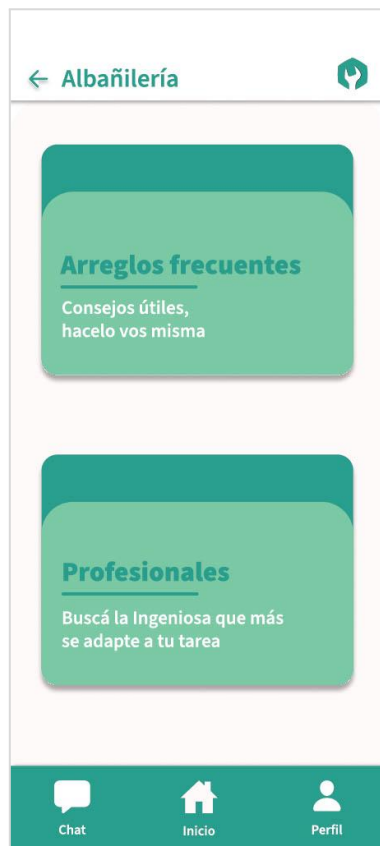 Albañilería
Arreglos frecuentes
Consejos útiles,
hacelo vos misma
Profesionales
Buscá la Ingeniosa que más
se adapte a tu tarea
Chat
Inicio
Perfil